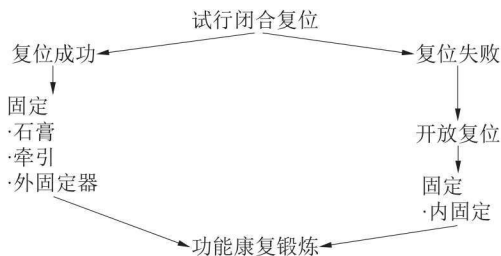 试行闭合复位
复位成功
复位失败
固定
·石膏
·牵引
·外固定器
开放复位
固定
·内固定
功能康复锻炼